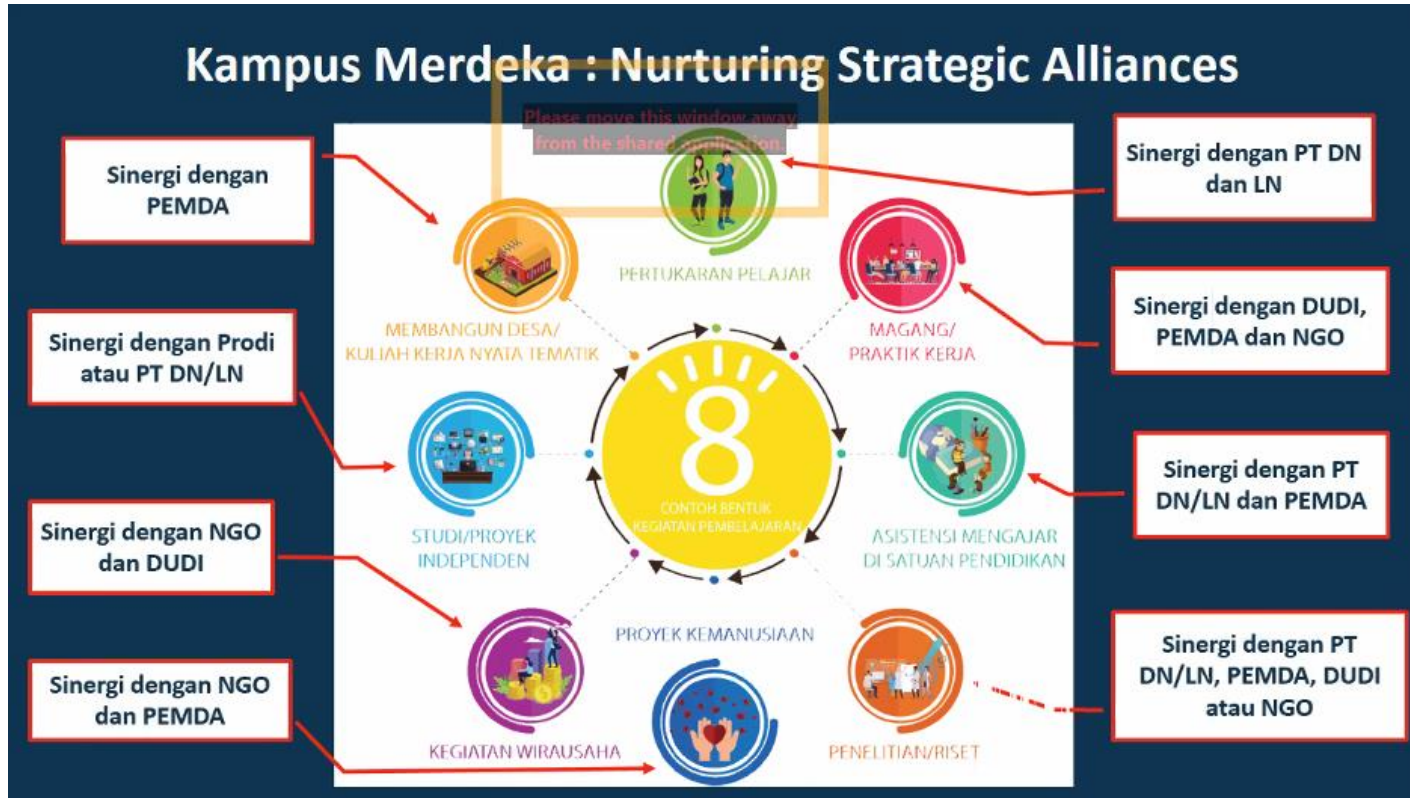 Kampus Merdeka : Nurturing Strategic Alliances
Please move this window away
from the shared application.
Sinergi dengan
PEMDA
Sinergi dengan PT DN
dan LN
PERTUKARAN PELAJAR
MEMBANGUN DESA/
KULIAH KERJA NYATA TEMATIK
MAGANG/
PRAKTIK KERJA
Sinergi dengan DUDI,
PEMDA dan NGO
Sinergi dengan Prodi
atau PT DN/LN
8
CONTOH BENTUK
KEGIATAN PEMBELAJARAN
STUDI/PROYEK
INDEPENDEN
ASISTENSI MENGAJAR
DI SATUAN PENDIDIKAN
Sinergi dengan PT
DN/LN dan PEMDA
Sinergi dengan NGO
dan DUDI
PROYEK KEMANUSIAAN
Sinergi dengan PT
DN/LN, PEMDA, DUDI
atau NGO
Sinergi dengan NGO
dan PEMDA
KEGIATAN WIRAUSAHA
PENELITIAN/RISET